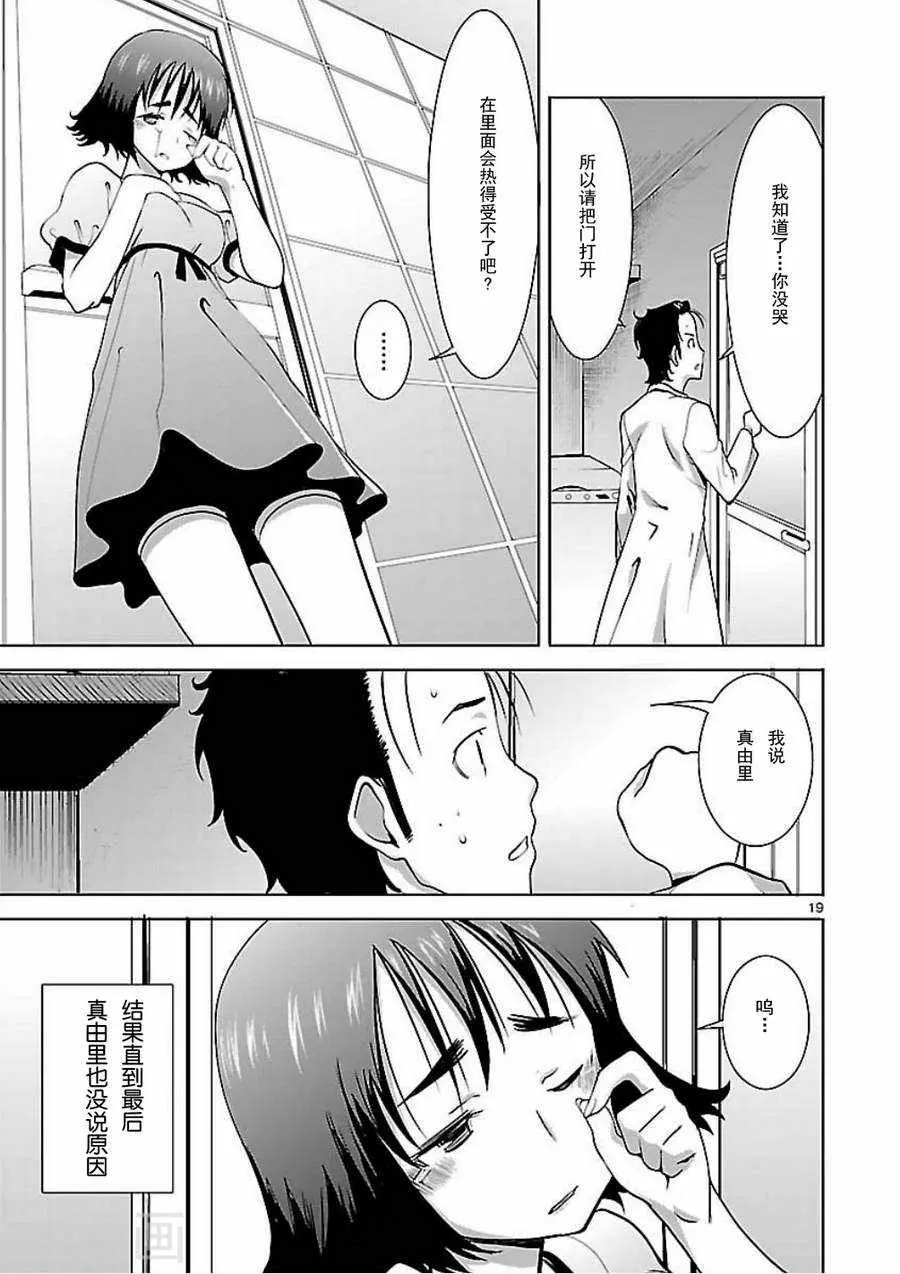 我知道了…你没哭
所以请把门打开
在里面会热得受不了吧？
……
我说
真由里
19
呜…
结果直到最后
真由里也没说原因
画